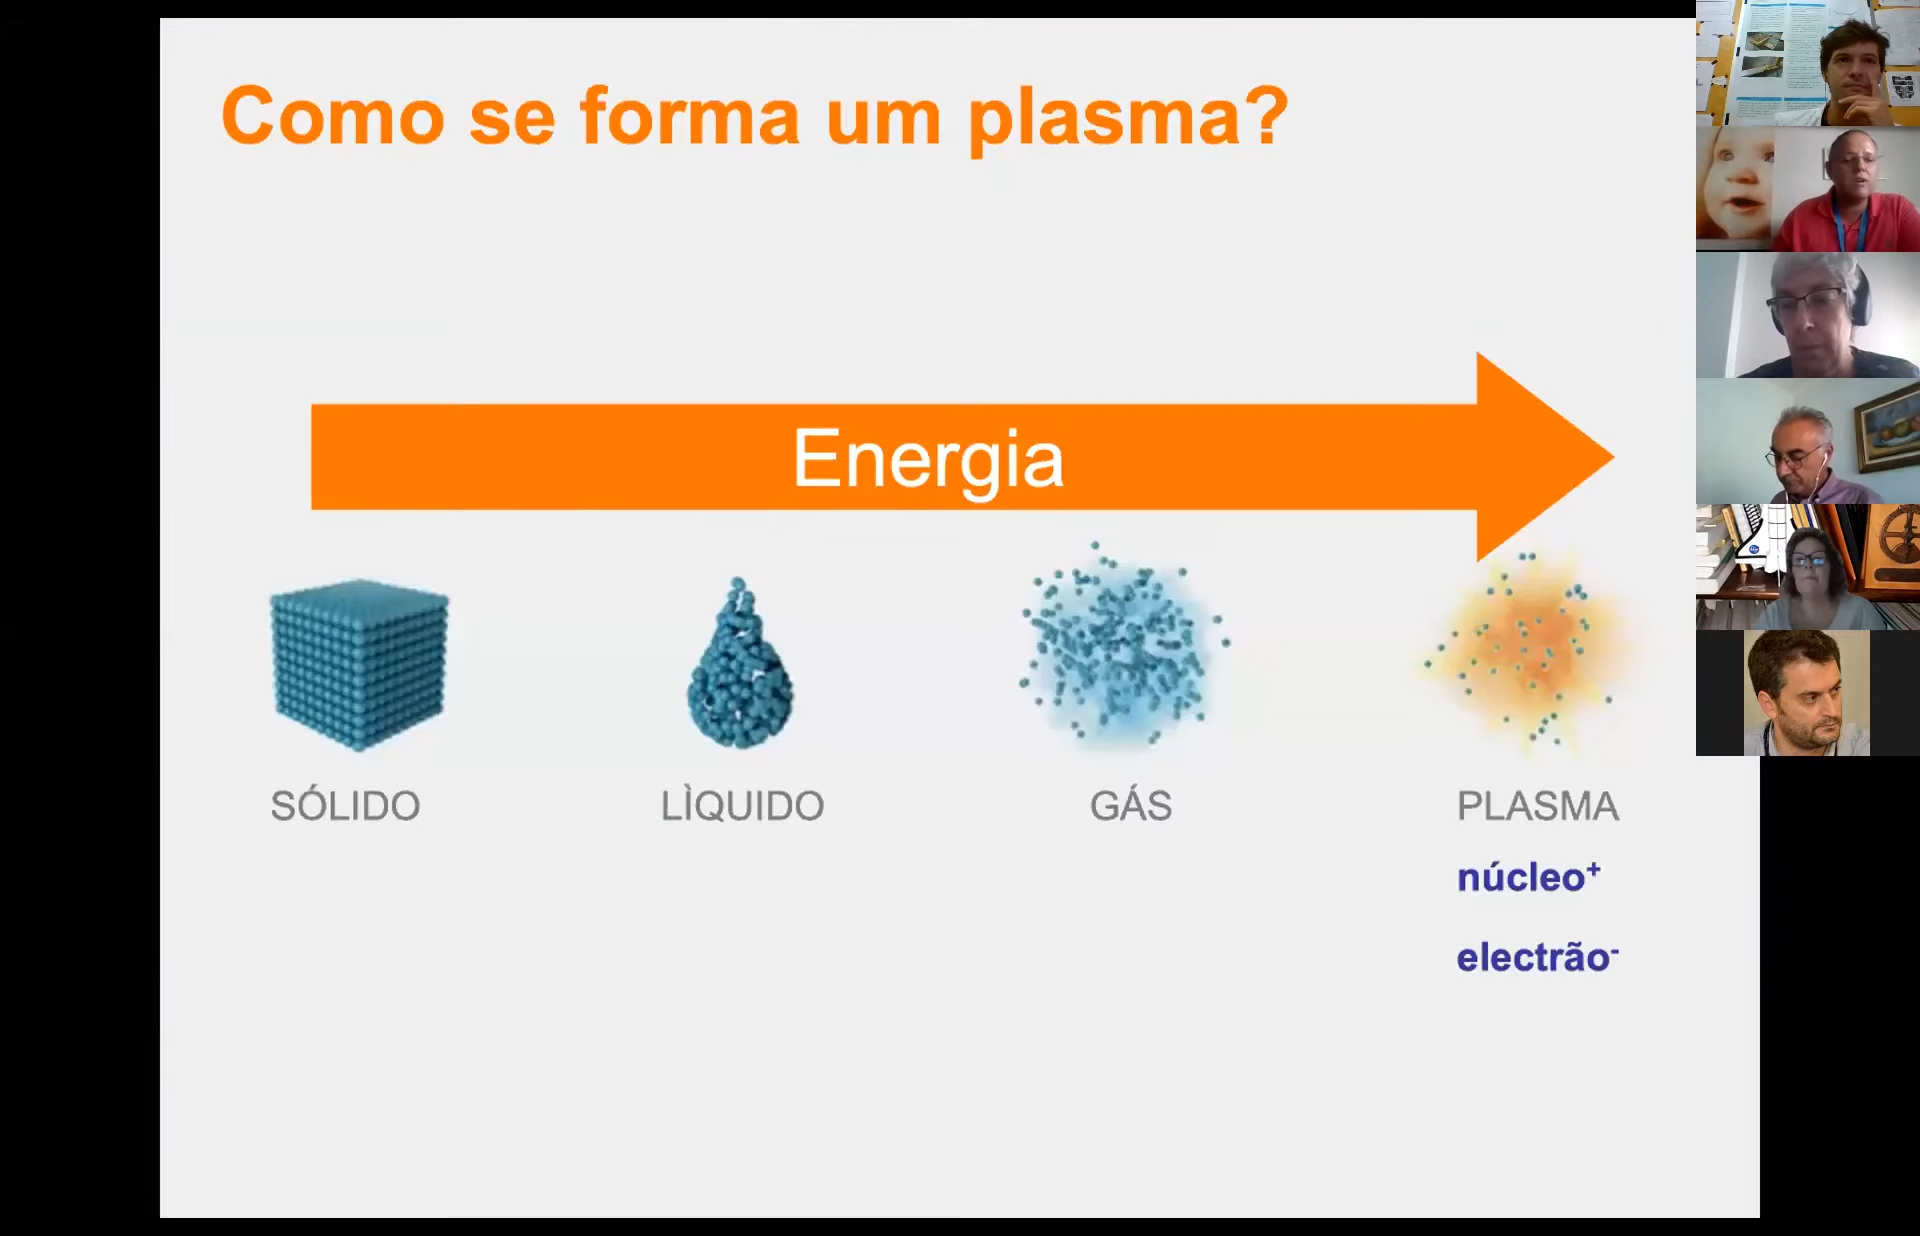 Como se forma um plasma?
Energia
SÓLIDO
LÌQUIDO
GÁS
PLASMA
núcleo⁺
electrão⁻